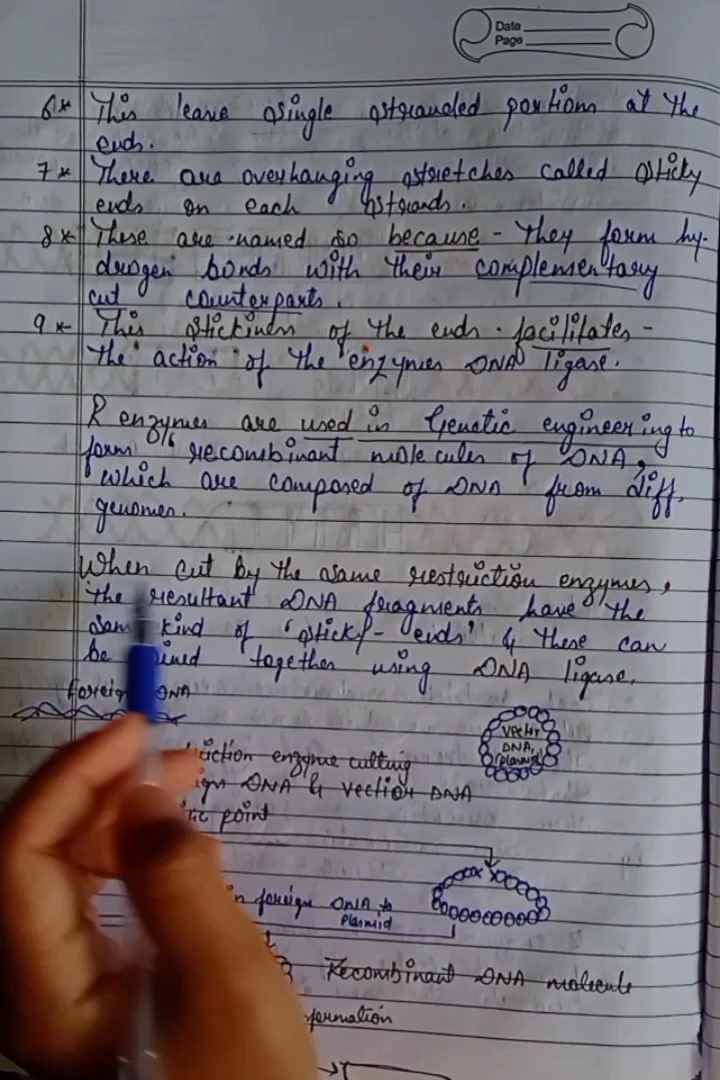 Date
Page
6* This leave single stranded portions at the
ends.
7* There are overhanging stretches called sticky
ends on each strands.
8* These are named so because - They form hy-
drogen bonds with their complementary
cut counterparts.
9* This stickiness of the ends. facilitates -
the action of the enzymes DNA ligase.
R enzymes are used in Genetic engineering to
form recombinant molecules of DNA,
which are composed of DNA from diff.
genomes.
When cut by the same restriction enzymes,
the resultant DNA fragments have the
kind of 'sticky-ends' & these can
be together using DNA ligase.
foreign DNA
vector
DNA,
(plasmid)
enzyme cutting
DNA & vector DNA
point
foreign DNA to
plasmid
Recombinant DNA molecule